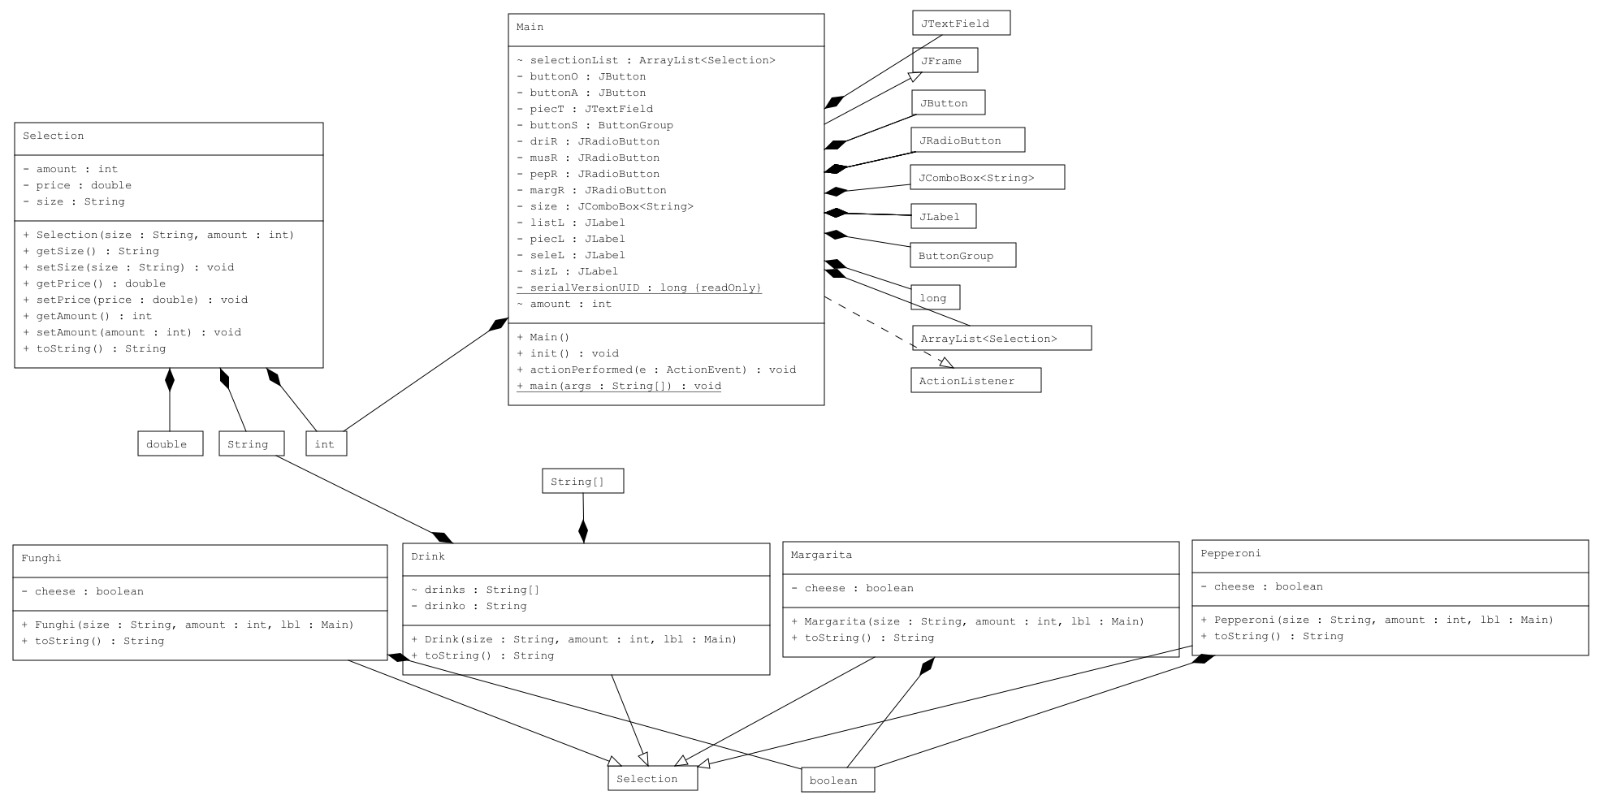 Main
~ selectionList : ArrayList<Selection>
- buttonO : JButton
- buttonA : JButton
- piecT : JTextField
- buttonS : ButtonGroup
- driR : JRadioButton
- musR : JRadioButton
- pepR : JRadioButton
- margR : JRadioButton
- size : JComboBox<String>
- listL : JLabel
- piecL : JLabel
- seleL : JLabel
- sizL : JLabel
- serialVersionUID : long {readOnly}
~ amount : int
+ Main()
+ init() : void
+ actionPerformed(e : ActionEvent) : void
+ main(args : String[]) : void
JTextField
JFrame
JButton
JRadioButton
JComboBox<String>
JLabel
ButtonGroup
long
ArrayList<Selection>
ActionListener
Selection
- amount : int
- price : double
- size : String
+ Selection(size : String, amount : int)
+ getSize() : String
+ setSize(size : String) : void
+ getPrice() : double
+ setPrice(price : double) : void
+ getAmount() : int
+ setAmount(amount : int) : void
+ toString() : String
double
String
int
String[]
Funghi
- cheese : boolean
+ Funghi(size : String, amount : int, lbl : Main)
+ toString() : String
Drink
~ drinks : String[]
- drinko : String
+ Drink(size : String, amount : int, lbl : Main)
+ toString() : String
Margarita
- cheese : boolean
+ Margarita(size : String, amount : int, lbl : Main)
+ toString() : String
Pepperoni
- cheese : boolean
+ Pepperoni(size : String, amount : int, lbl : Main)
+ toString() : String
Selection
boolean